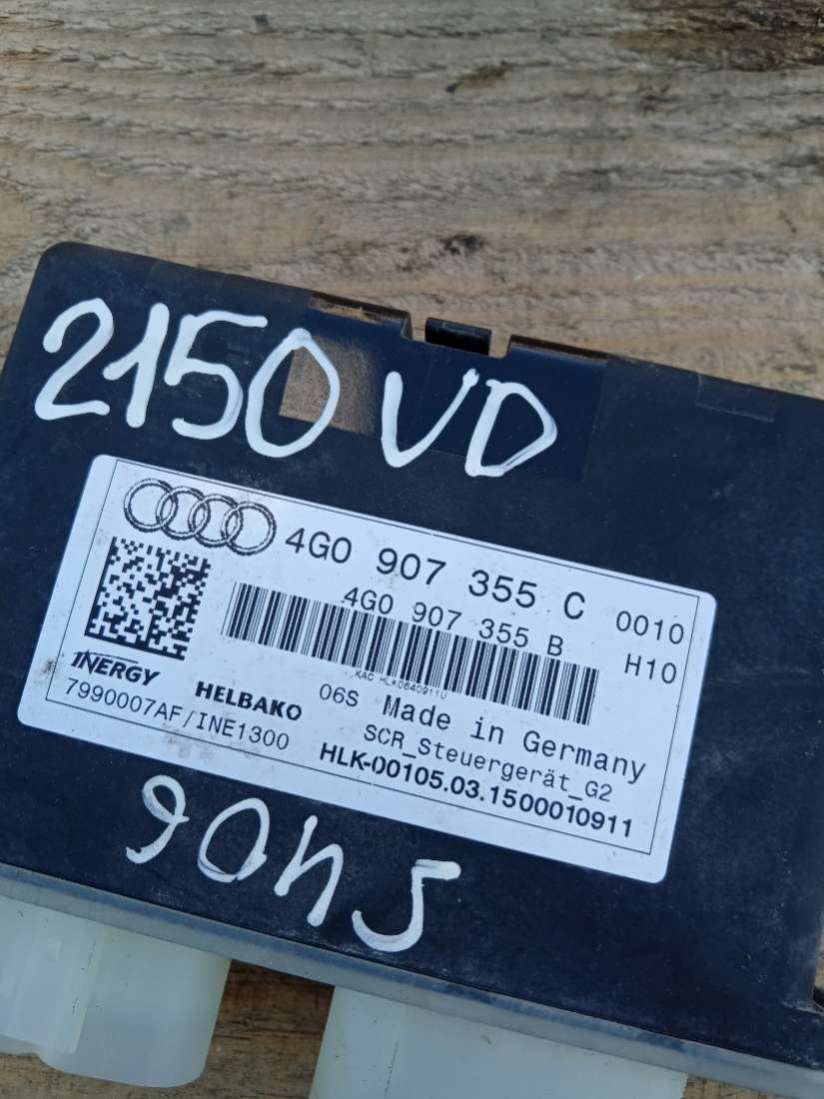 2150 VD
4G0 907 355 C 0010
4G0 907 355 B H10
INERGY HELBAKO 06S Made in Germany
7990007AF/INE1300 SCR_Steuergerät_G2
HLK-00105.03.1500010911
5406